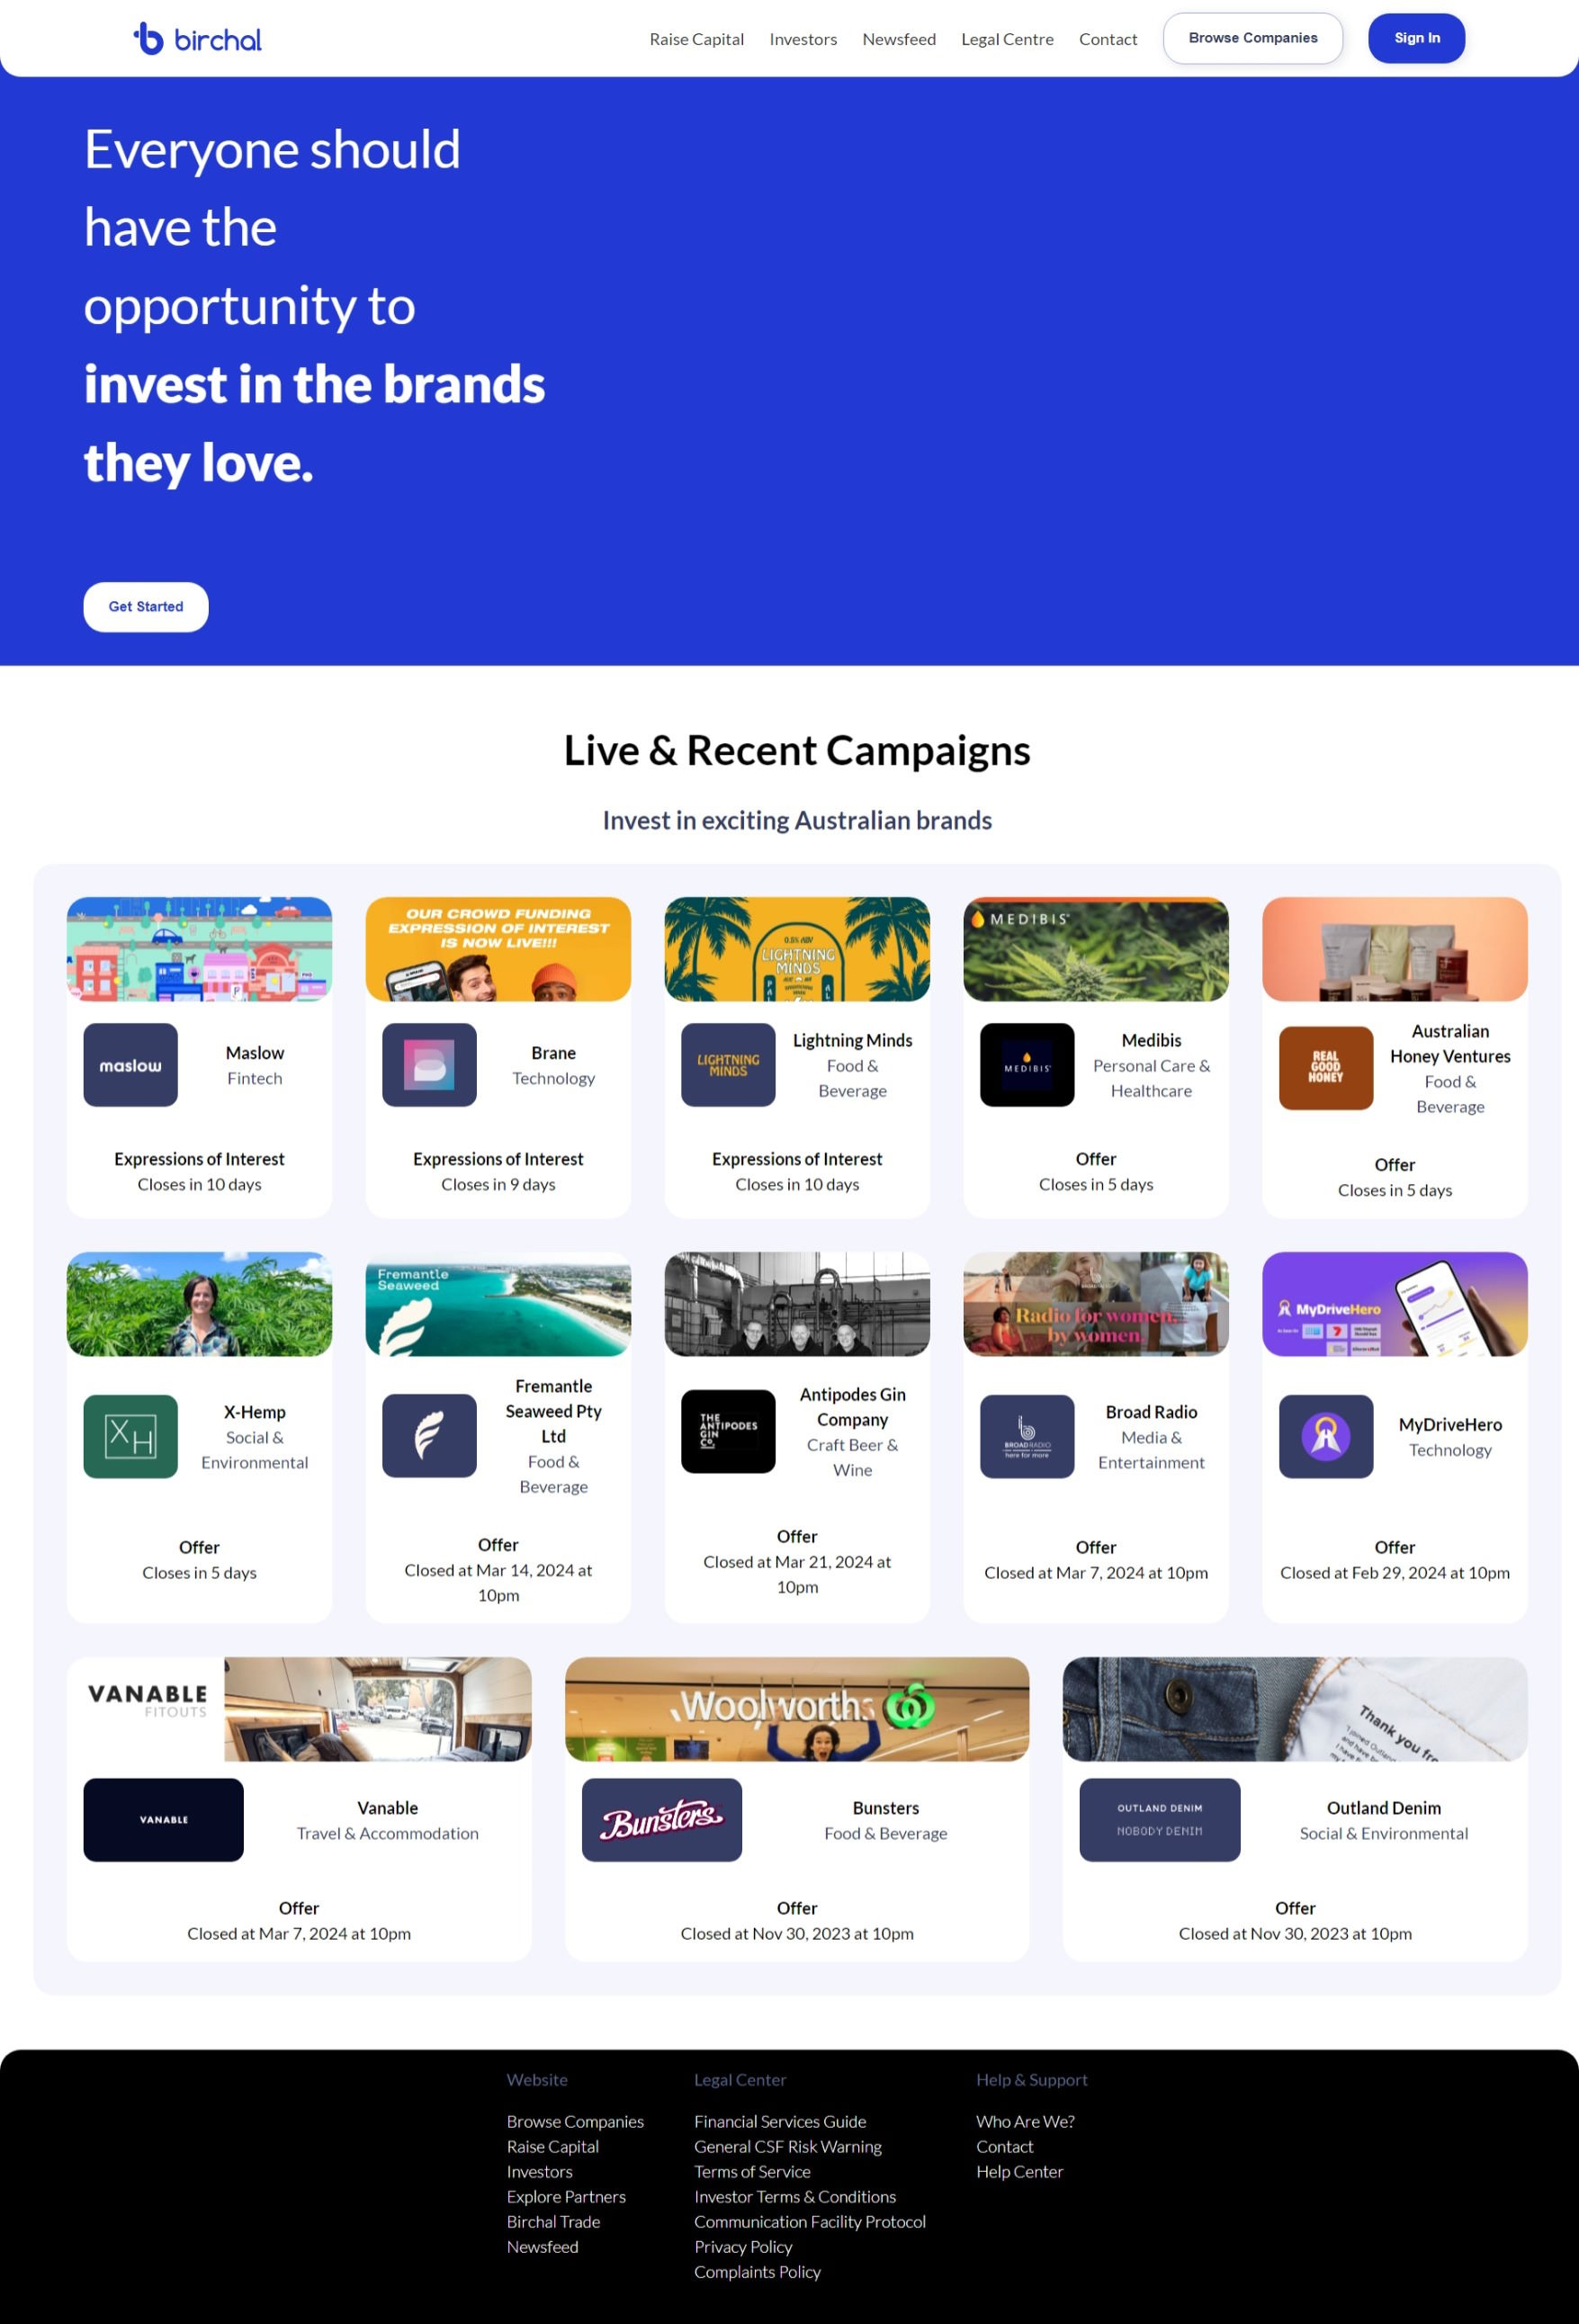 birchal
Raise Capital
Investors
Newsfeed
Legal Centre
Contact
Browse Companies
Sign In
Everyone should
have the
opportunity to
invest in the brands
they love.
Get Started
Live & Recent Campaigns
Invest in exciting Australian brands
maslow
Maslow
Fintech
Expressions of Interest
Closes in 10 days
OUR CROWD FUNDING
EXPRESSION OF INTEREST
IS NOW LIVE!!!
Brane
Technology
Expressions of Interest
Closes in 9 days
0.5% ABV
LIGHTNING
MINDS
LIGHTNING
MINDS
Lightning Minds
Food &
Beverage
Expressions of Interest
Closes in 10 days
MEDIBIS
MEDIBIS
Medibis
Personal Care &
Healthcare
Offer
Closes in 5 days
REAL
GOOD
HONEY
Australian
Honey Ventures
Food &
Beverage
Offer
Closes in 5 days
XH
X-Hemp
Social &
Environmental
Offer
Closes in 5 days
Fremantle
Seaweed
Fremantle
Seaweed Pty
Ltd
Food &
Beverage
Offer
Closed at Mar 14, 2024 at
10pm
THE
ANTIPODES
GIN
CO.
Antipodes Gin
Company
Craft Beer &
Wine
Offer
Closed at Mar 21, 2024 at
10pm
Radio for women,
by women.
BROADRADIO
here for more
Broad Radio
Media &
Entertainment
Offer
Closed at Mar 7, 2024 at 10pm
MyDriveHero
MyDriveHero
Technology
Offer
Closed at Feb 29, 2024 at 10pm
VANABLE
FITOUTS
VANABLE
Vanable
Travel & Accommodation
Offer
Closed at Mar 7, 2024 at 10pm
Woolworths
Bunsters
Bunsters
Food & Beverage
Offer
Closed at Nov 30, 2023 at 10pm
Thank you
OUTLAND DENIM
NOBODY DENIM
Outland Denim
Social & Environmental
Offer
Closed at Nov 30, 2023 at 10pm
Website
Browse Companies
Raise Capital
Investors
Explore Partners
Birchal Trade
Newsfeed
Legal Center
Financial Services Guide
General CSF Risk Warning
Terms of Service
Investor Terms & Conditions
Communication Facility Protocol
Privacy Policy
Complaints Policy
Help & Support
Who Are We?
Contact
Help Center